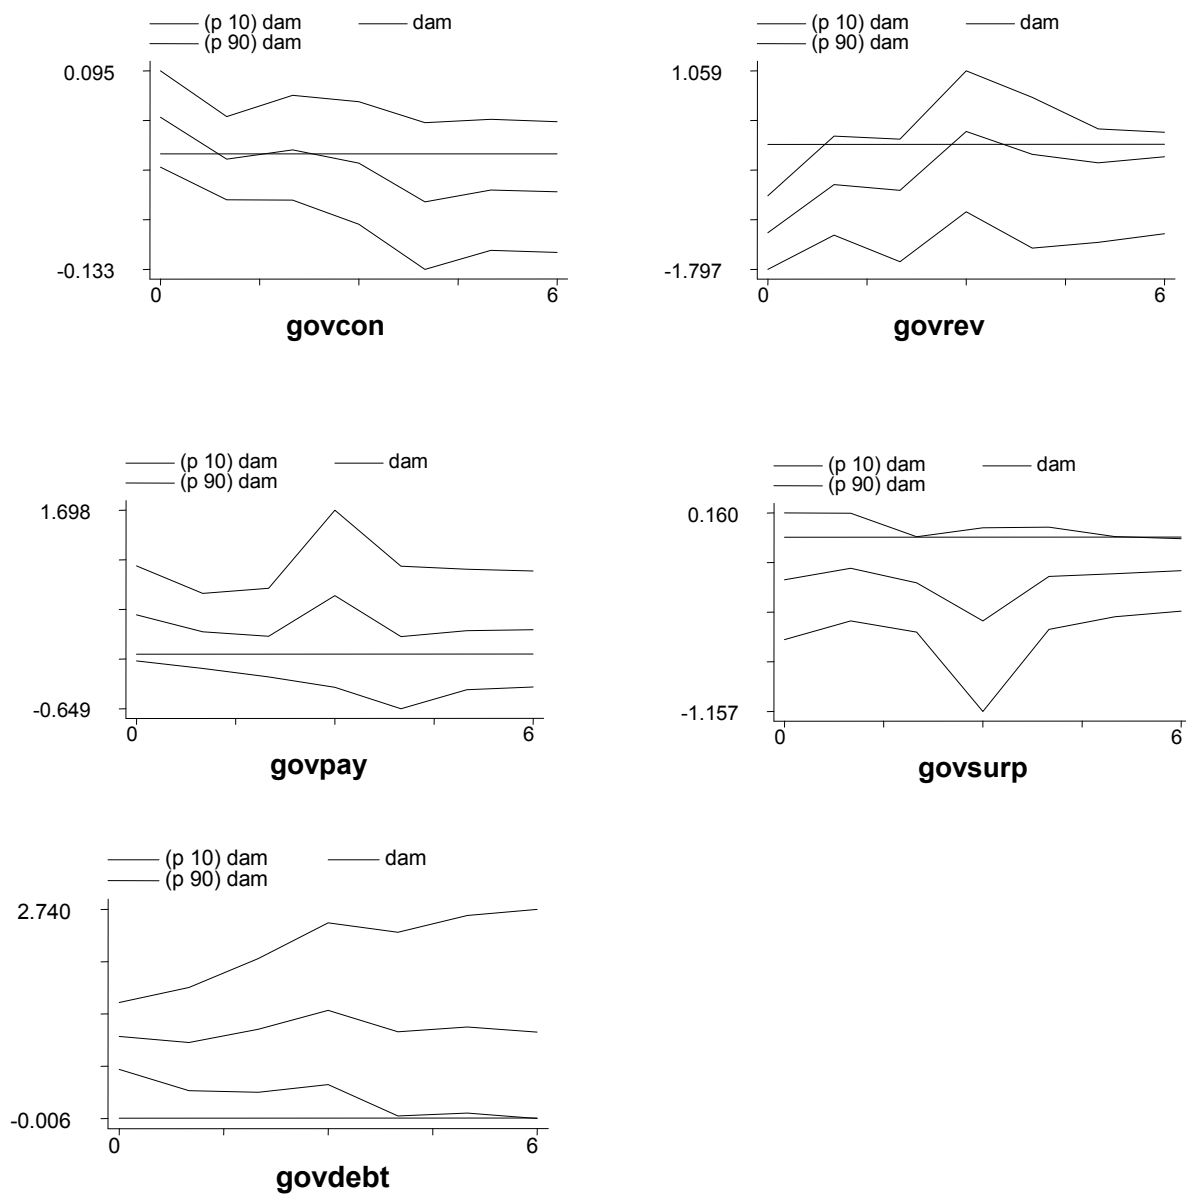 (p 10) dam dam
(p 90) dam
0.095
-0.133
0 6
govcon
(p 10) dam dam
(p 90) dam
1.059
-1.797
0 6
govrev
(p 10) dam dam
(p 90) dam
1.698
-0.649
0 6
govpay
(p 10) dam dam
(p 90) dam
0.160
-1.157
0 6
govsurp
(p 10) dam dam
(p 90) dam
2.740
-0.006
0 6
govdebt